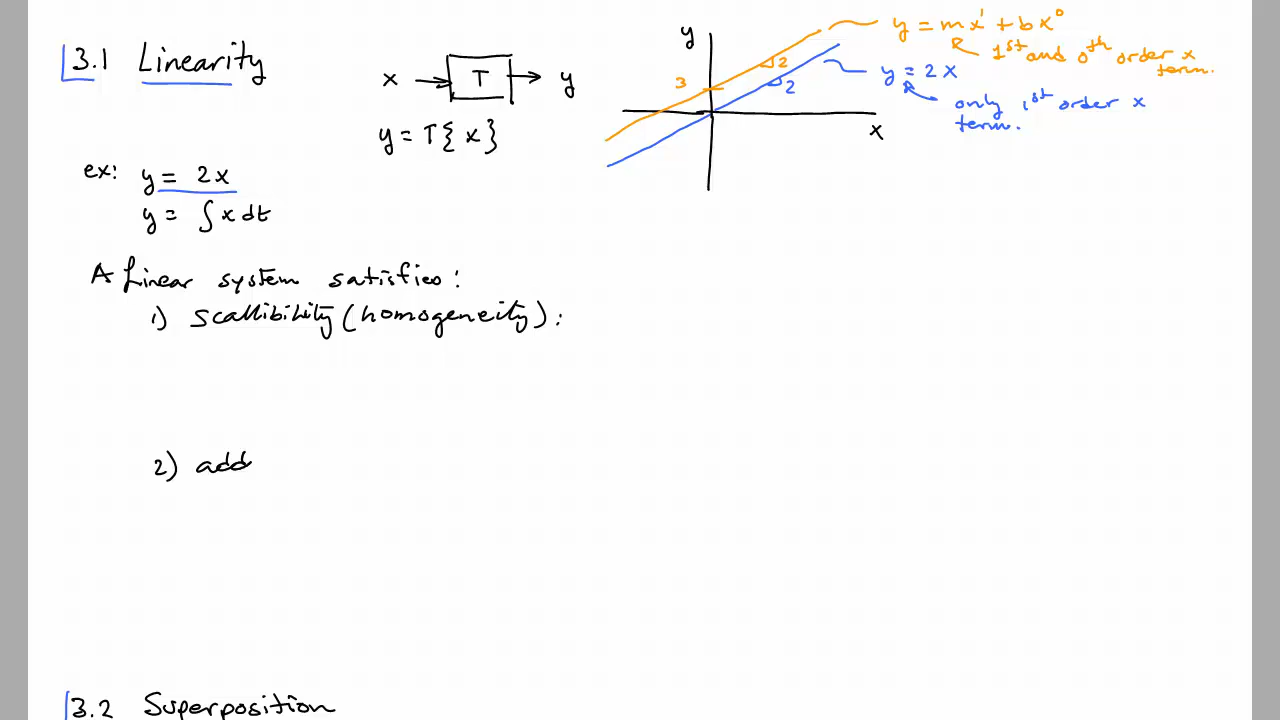 3.1 Linearity
x → T → y
y = T{x}
ex: y = 2x
y = ∫ x dt
y
3
2
2
x
y = mx¹ + bx⁰
1st and 0th order x
term.
y = 2x
only 1st order x
term.
A Linear system satisfies:
1) scallibility (homogeneity):
2) add
3.2 Superposition